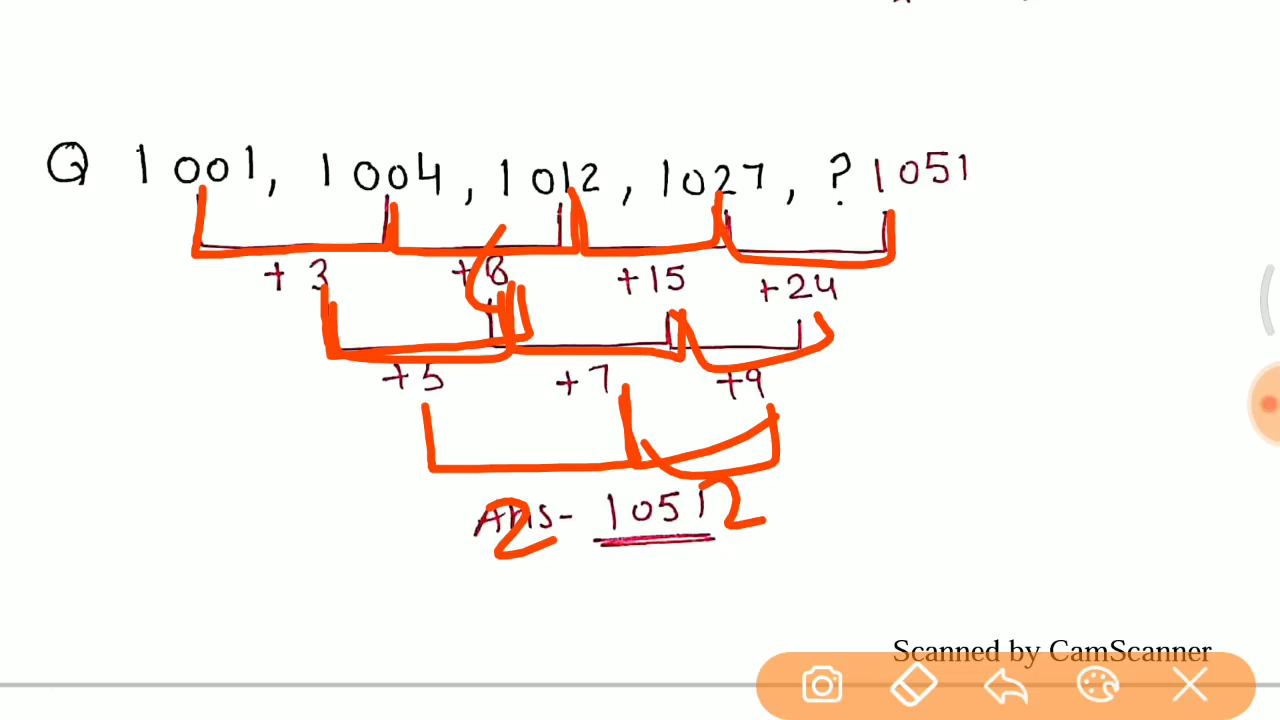 Q 1001, 1004, 1012, 1027, ? 1051
+3 +8 +15 +24
+5 +7 +9
2 2
Ans- 1051
Scanned by CamScanner